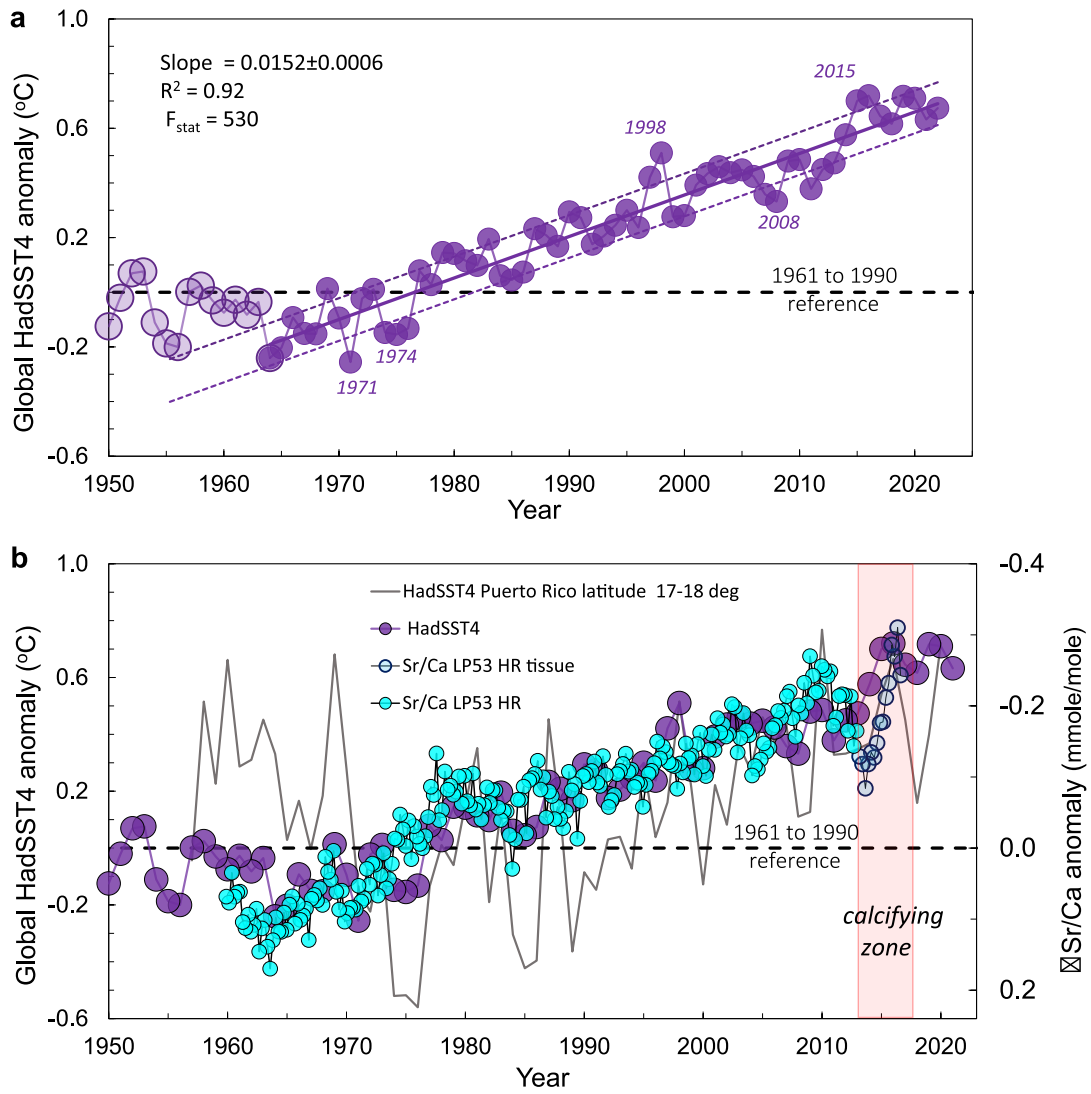 a
1.0
0.6
0.2
-0.2
-0.6
Global HadSST4 anomaly (ºC)
Slope = 0.0152±0.0006
R² = 0.92
Fstat = 530
1971
1974
1998
2008
2015
1961 to 1990
reference
1950 1960 1970 1980 1990 2000 2010 2020
Year
b
1.0
0.6
0.2
-0.2
-0.6
Global HadSST4 anomaly (ºC)
HadSST4 Puerto Rico latitude 17-18 deg
HadSST4
Sr/Ca LP53 HR tissue
Sr/Ca LP53 HR
1961 to 1990
reference
calcifying
zone
-0.4
-0.2
0.0
0.2
Sr/Ca anomaly (mmole/mole)
1950 1960 1970 1980 1990 2000 2010 2020
Year